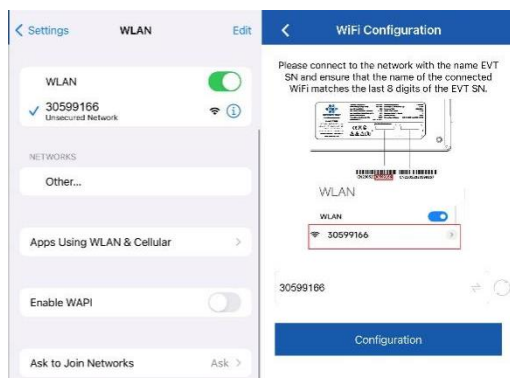 Settings
WLAN
Edit
WLAN
30599166
Unsecured Network
NETWORKS
Other...
Apps Using WLAN & Cellular
Enable WAPI
Ask to Join Networks
Ask
WiFi Configuration
Please connect to the network with the name EVT
SN and ensure that the name of the connected
WiFi matches the last 8 digits of the EVT SN.
WLAN
WLAN
30599166
30599166
Configuration